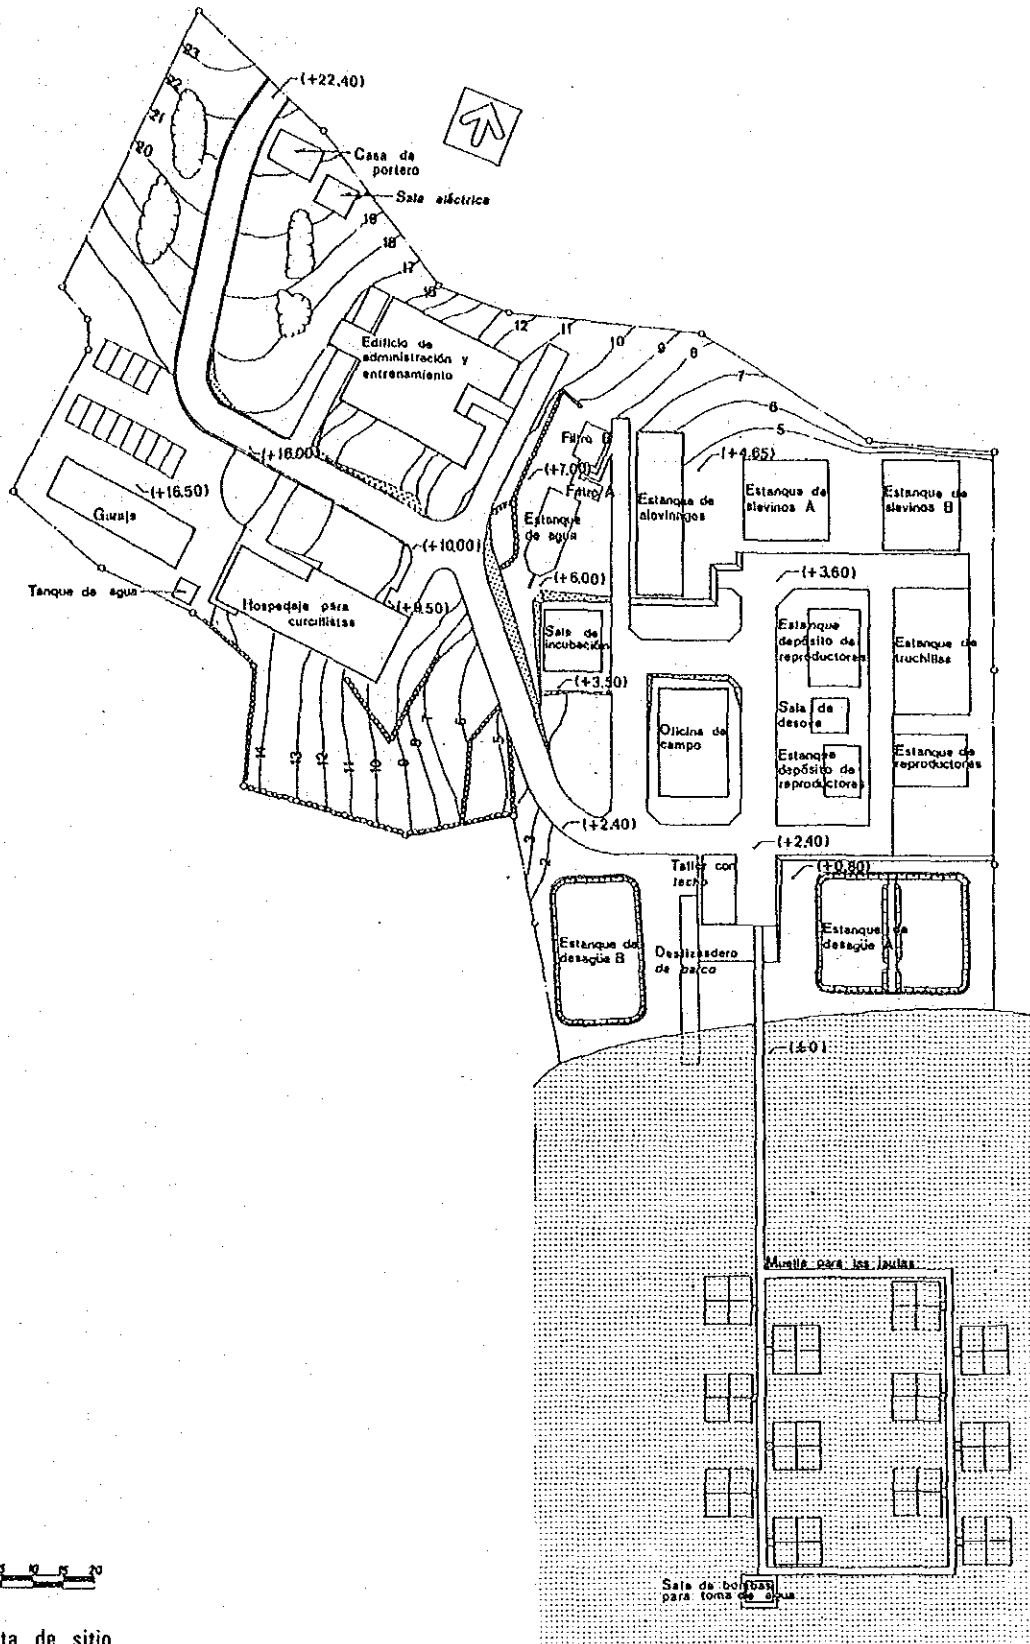 23
(+22,40)
22
21
20
Casa de
portero
Sala eléctrica
19
18
17
16
12
11
10
9
8
7
6
5
Edificio de
administración y
entrenamiento
Filtro B
(+7.00)
Filtro A
(+4.65)
(+16.00)
(+16.50)
Garaje
Estanque de
agua
Estanque de
alevininos
Estanque de
alevinos A
Estanque de
alevinos B
(+10.00)
(+6.00)
(+3.60)
Tanque de agua
Hospedaje para
cursillistas
(+9.50)
Sala de
incubación
Estanque
depósito de
reproductores
Estanque de
truchillas
(+3.50)
14
13
12
11
10
9
8
7
6
5
Oficina de
campo
Sala de
desove
Estanque
depósito de
reproductores
Estanque de
reproductores
(+2.40)
3
2
(+2.40)
Taller con
techo
(+0.80)
Estanque de
desagüe B
Deslizadero
de barco
Estanque de
desagüe A
(±0)
Muelle para las jaulas
5 10 15 20
Sala de bombas
para toma de agua
ta de sitio